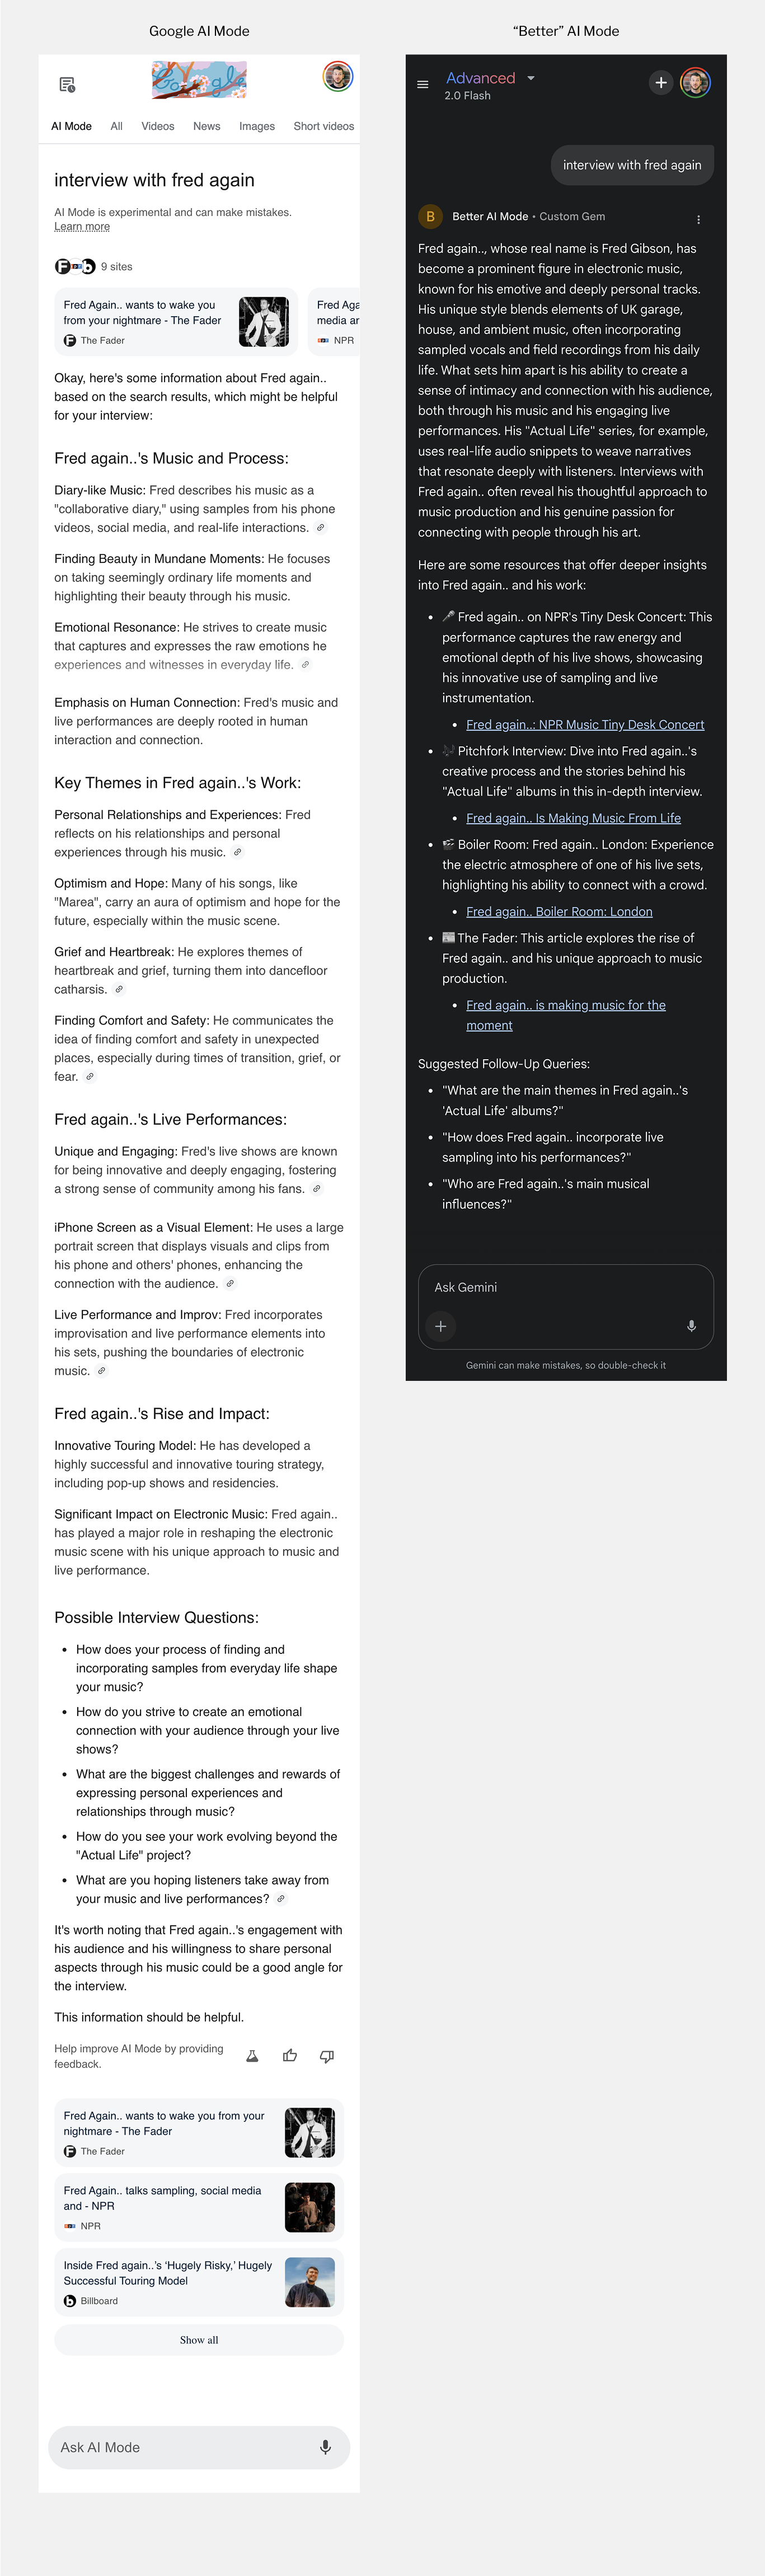 Google AI Mode
Google
AI Mode
All
Videos
News
Images
Short videos
interview with fred again
AI Mode is experimental and can make mistakes.
Learn more
9 sites
Fred Again.. wants to wake you
from your nightmare - The Fader
The Fader
Fred Aga
media ar
NPR
Okay, here's some information about Fred again..
based on the search results, which might be helpful
for your interview:
Fred again..'s Music and Process:
Diary-like Music: Fred describes his music as a
"collaborative diary," using samples from his phone
videos, social media, and real-life interactions.
Finding Beauty in Mundane Moments: He focuses
on taking seemingly ordinary life moments and
highlighting their beauty through his music.
Emotional Resonance: He strives to create music
that captures and expresses the raw emotions he
experiences and witnesses in everyday life.
Emphasis on Human Connection: Fred's music and
live performances are deeply rooted in human
interaction and connection.
Key Themes in Fred again..'s Work:
Personal Relationships and Experiences: Fred
reflects on his relationships and personal
experiences through his music.
Optimism and Hope: Many of his songs, like
"Marea", carry an aura of optimism and hope for the
future, especially within the music scene.
Grief and Heartbreak: He explores themes of
heartbreak and grief, turning them into dancefloor
catharsis.
Finding Comfort and Safety: He communicates the
idea of finding comfort and safety in unexpected
places, especially during times of transition, grief, or
fear.
Fred again..'s Live Performances:
Unique and Engaging: Fred's live shows are known
for being innovative and deeply engaging, fostering
a strong sense of community among his fans.
iPhone Screen as a Visual Element: He uses a large
portrait screen that displays visuals and clips from
his phone and others' phones, enhancing the
connection with the audience.
Live Performance and Improv: Fred incorporates
improvisation and live performance elements into
his sets, pushing the boundaries of electronic
music.
Fred again..'s Rise and Impact:
Innovative Touring Model: He has developed a
highly successful and innovative touring strategy,
including pop-up shows and residencies.
Significant Impact on Electronic Music: Fred again..
has played a major role in reshaping the electronic
music scene with his unique approach to music and
live performance.
Possible Interview Questions:
• How does your process of finding and
incorporating samples from everyday life shape
your music?
• How do you strive to create an emotional
connection with your audience through your live
shows?
• What are the biggest challenges and rewards of
expressing personal experiences and
relationships through music?
• How do you see your work evolving beyond the
"Actual Life" project?
• What are you hoping listeners take away from
your music and live performances?
It's worth noting that Fred again..'s engagement with
his audience and his willingness to share personal
aspects through his music could be a good angle for
the interview.
This information should be helpful.
Help improve AI Mode by providing
feedback.
Fred Again.. wants to wake you from your
nightmare - The Fader
The Fader
Fred Again.. talks sampling, social media
and - NPR
NPR
Inside Fred again..’s ‘Hugely Risky,’ Hugely
Successful Touring Model
Billboard
Show all
Ask AI Mode
“Better” AI Mode
Advanced
2.0 Flash
interview with fred again
B
Better AI Mode • Custom Gem
Fred again.., whose real name is Fred Gibson, has
become a prominent figure in electronic music,
known for his emotive and deeply personal tracks.
His unique style blends elements of UK garage,
house, and ambient music, often incorporating
sampled vocals and field recordings from his daily
life. What sets him apart is his ability to create a
sense of intimacy and connection with his audience,
both through his music and his engaging live
performances. His "Actual Life" series, for example,
uses real-life audio snippets to weave narratives
that resonate deeply with listeners. Interviews with
Fred again.. often reveal his thoughtful approach to
music production and his genuine passion for
connecting with people through his art.
Here are some resources that offer deeper insights
into Fred again.. and his work:
• 🎤 Fred again.. on NPR's Tiny Desk Concert: This
performance captures the raw energy and
emotional depth of his live shows, showcasing
his innovative use of sampling and live
instrumentation.
• Fred again..: NPR Music Tiny Desk Concert
• 🎶 Pitchfork Interview: Dive into Fred again..'s
creative process and the stories behind his
"Actual Life" albums in this in-depth interview.
• Fred again.. Is Making Music From Life
• 🎬 Boiler Room: Fred again.. London: Experience
the electric atmosphere of one of his live sets,
highlighting his ability to connect with a crowd.
• Fred again.. Boiler Room: London
• 📰 The Fader: This article explores the rise of
Fred again.. and his unique approach to music
production.
• Fred again.. is making music for the
moment
Suggested Follow-Up Queries:
• "What are the main themes in Fred again..'s
'Actual Life' albums?"
• "How does Fred again.. incorporate live
sampling into his performances?"
• "Who are Fred again..'s main musical
influences?"
Ask Gemini
Gemini can make mistakes, so double-check it